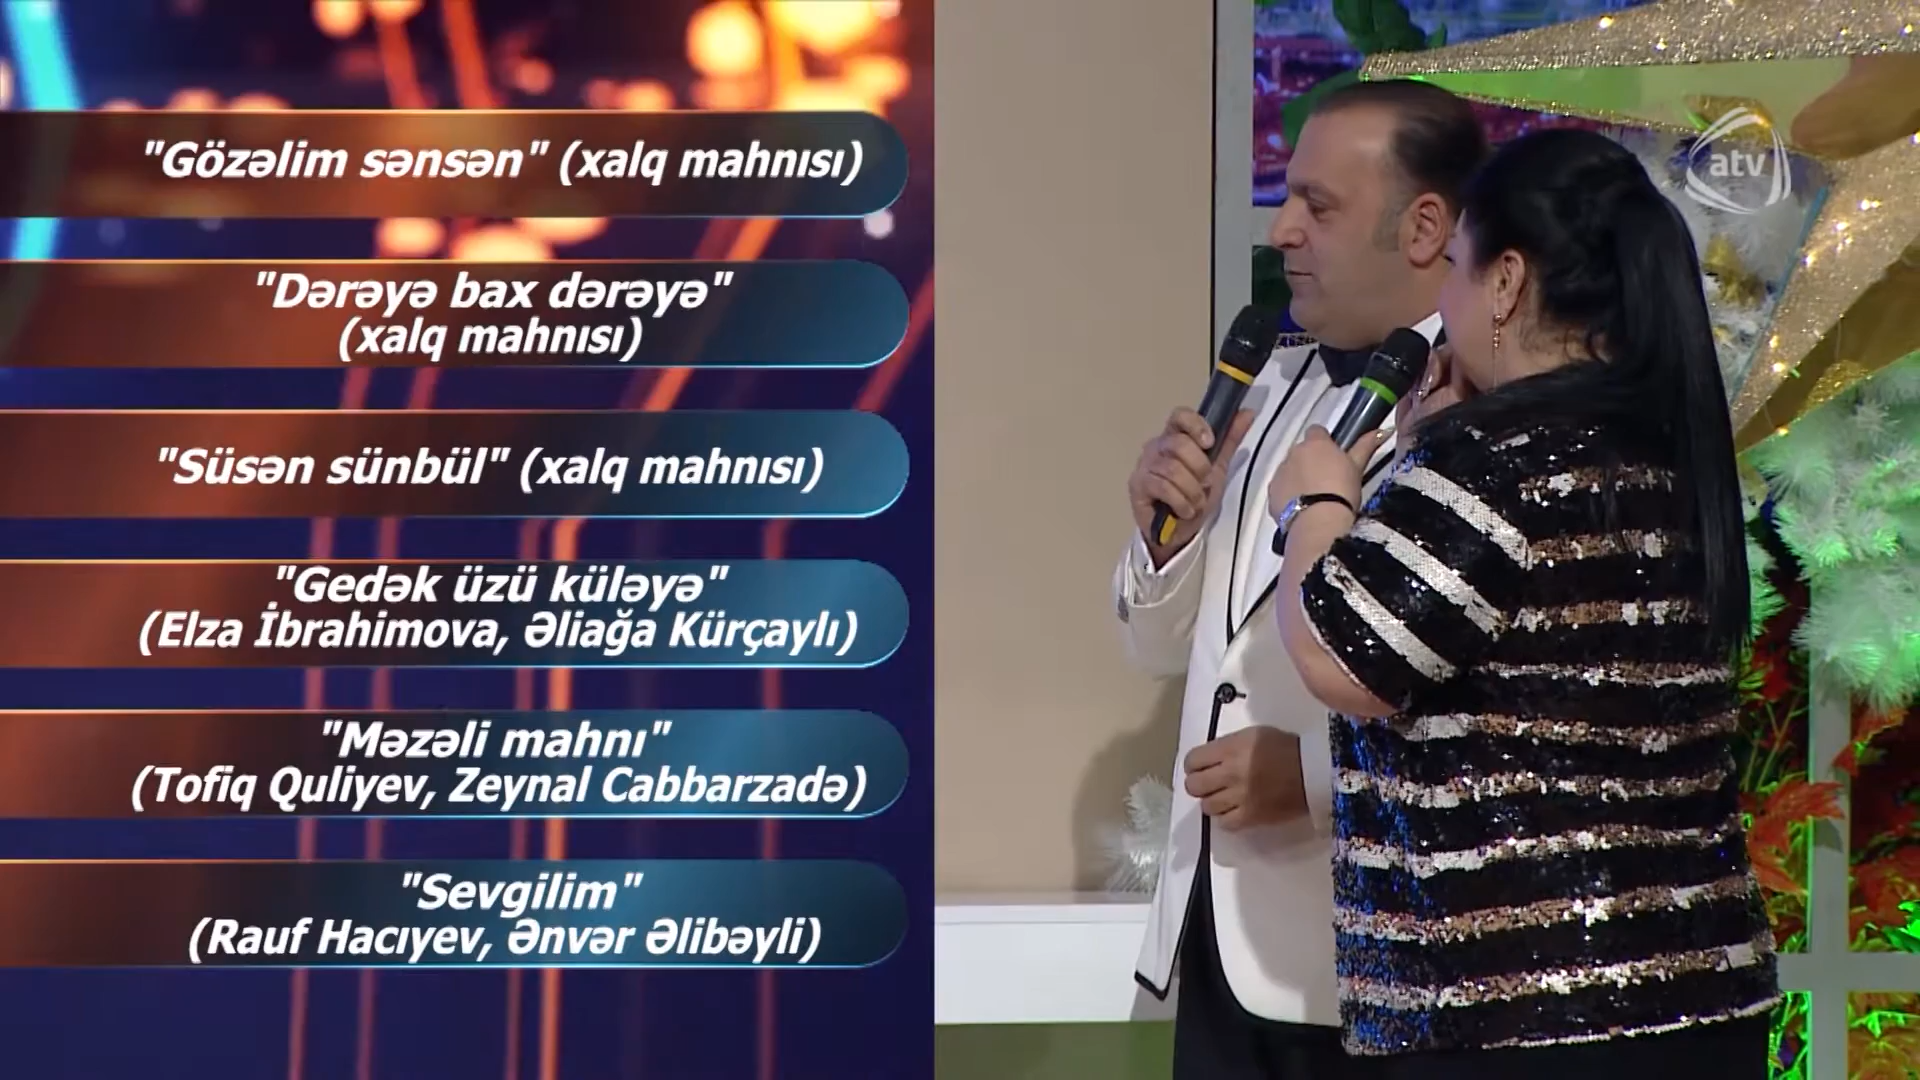 "Gözəlim sənsən" (xalq mahnısı)
"Dərəyə bax dərəyə"
(xalq mahnısı)
"Süsən sünbül" (xalq mahnısı)
"Gedək üzü küləyə"
(Elza İbrahimova, Əliağa Kürçaylı)
"Məzəli mahnı"
(Tofiq Quliyev, Zeynal Cabbarzadə)
"Sevgilim"
(Rauf Hacıyev, Ənvər Əlibəyli)
atv